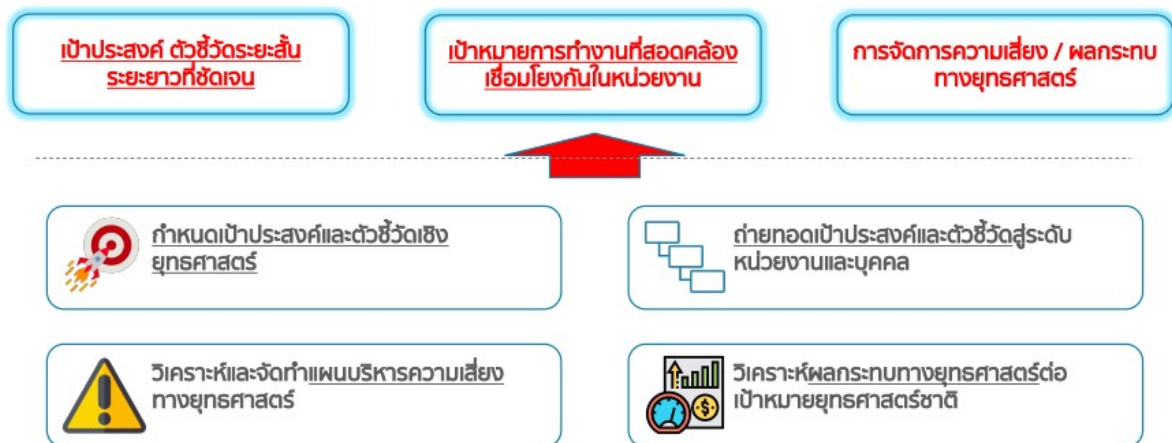 เป้าประสงค์ ตัวชี้วัดระยะสั้น
ระยะยาวที่ชัดเจน
เป้าหมายการทำงานที่สอดคล้อง
เชื่อมโยงกันในหน่วยงาน
การจัดการความเสี่ยง / ผลกระทบ
ทางยุทธศาสตร์
กำหนดเป้าประสงค์และตัวชี้วัดเชิง
ยุทธศาสตร์
ถ่ายทอดเป้าประสงค์และตัวชี้วัดสู่ระดับ
หน่วยงานและบุคคล
วิเคราะห์และจัดทำแผนบริหารความเสี่ยง
ทางยุทธศาสตร์
วิเคราะห์ผลกระทบทางยุทธศาสตร์ต่อ
เป้าหมายยุทธศาสตร์ชาติ